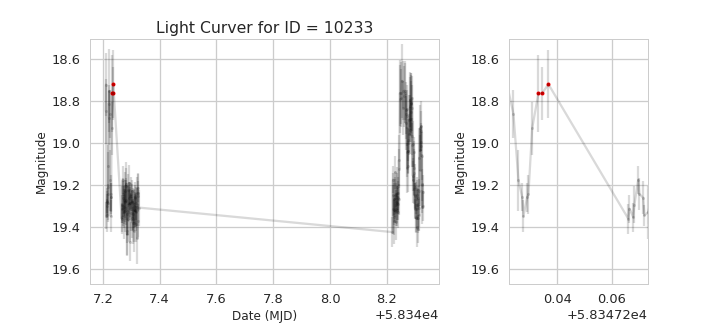 Light Curver for ID = 10233
18.6
18.8
19.0
19.2
19.4
19.6
Magnitude
7.2 7.4 7.6 7.8 8.0 8.2
Date (MJD)
+5.834e4
18.6
18.8
19.0
19.2
19.4
19.6
Magnitude
0.04 0.06
+5.83472e4